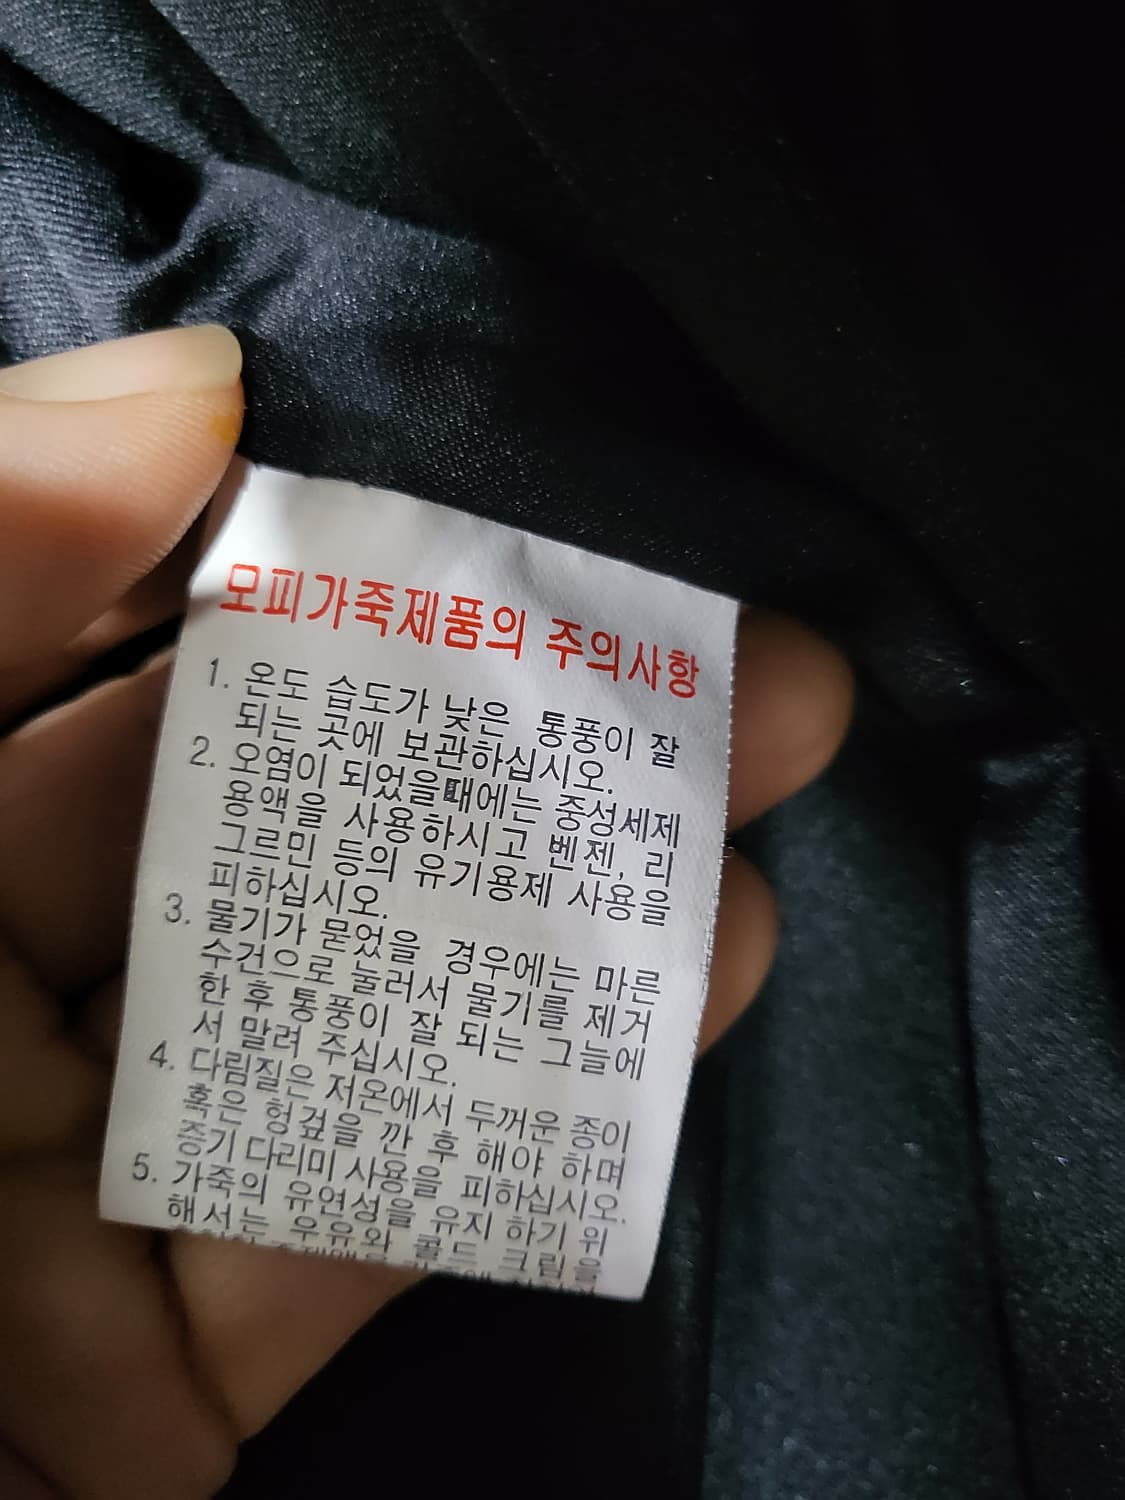 모피가죽제품의 주의사항
1. 온도 습도가 낮은 통풍이 잘
되는 곳에 보관하십시오.
2. 오염이 되었을때에는 중성세제
용액을 사용하시고 벤젠, 리
그르민 등의 유기용제 사용을
피하십시오.
3. 물기가 묻었을 경우에는 마른
수건으로 눌러서 물기를 제거
한 후 통풍이 잘 되는 그늘에
서 말려 주십시오.
4. 다림질은 저온에서 두꺼운 종이
혹은 헝겊을 깐 후 해야 하며
증기 다리미 사용을 피하십시오.
5. 가죽의 유연성을 유지 하기 위
해서는 우유와 콜드 크림을